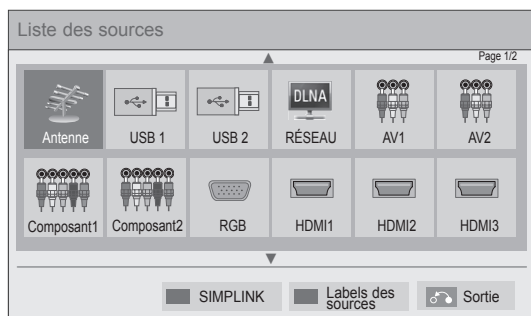 Liste des sources
Page 1/2
DLNA
Antenne USB 1 USB 2 RÉSEAU AV1 AV2
Composant1 Composant2 RGB HDMI1 HDMI2 HDMI3
SIMPLINK Labels des sources Sortie